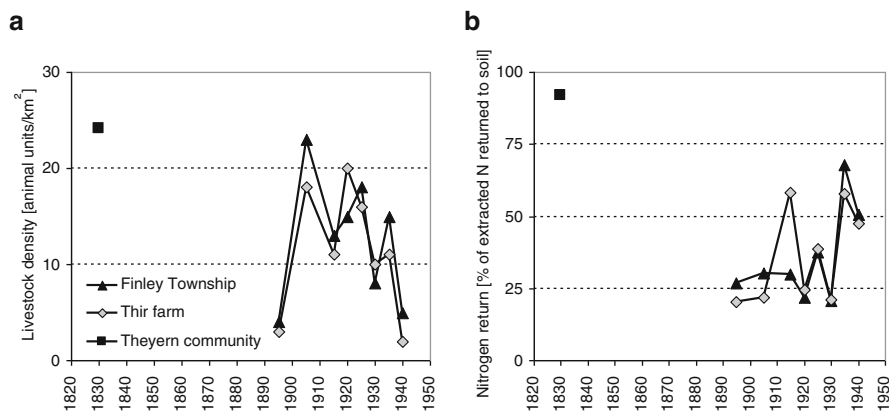 a
Livestock density [animal units/km²]
30
20
10
0
Finley Township
Thir farm
Theyern community
1820 1830 1840 1850 1860 1870 1880 1890 1900 1910 1920 1930 1940 1950
b
Nitrogen return [% of extracted N returned to soil]
100
75
50
25
0
1820 1830 1840 1850 1860 1870 1880 1890 1900 1910 1920 1930 1940 1950